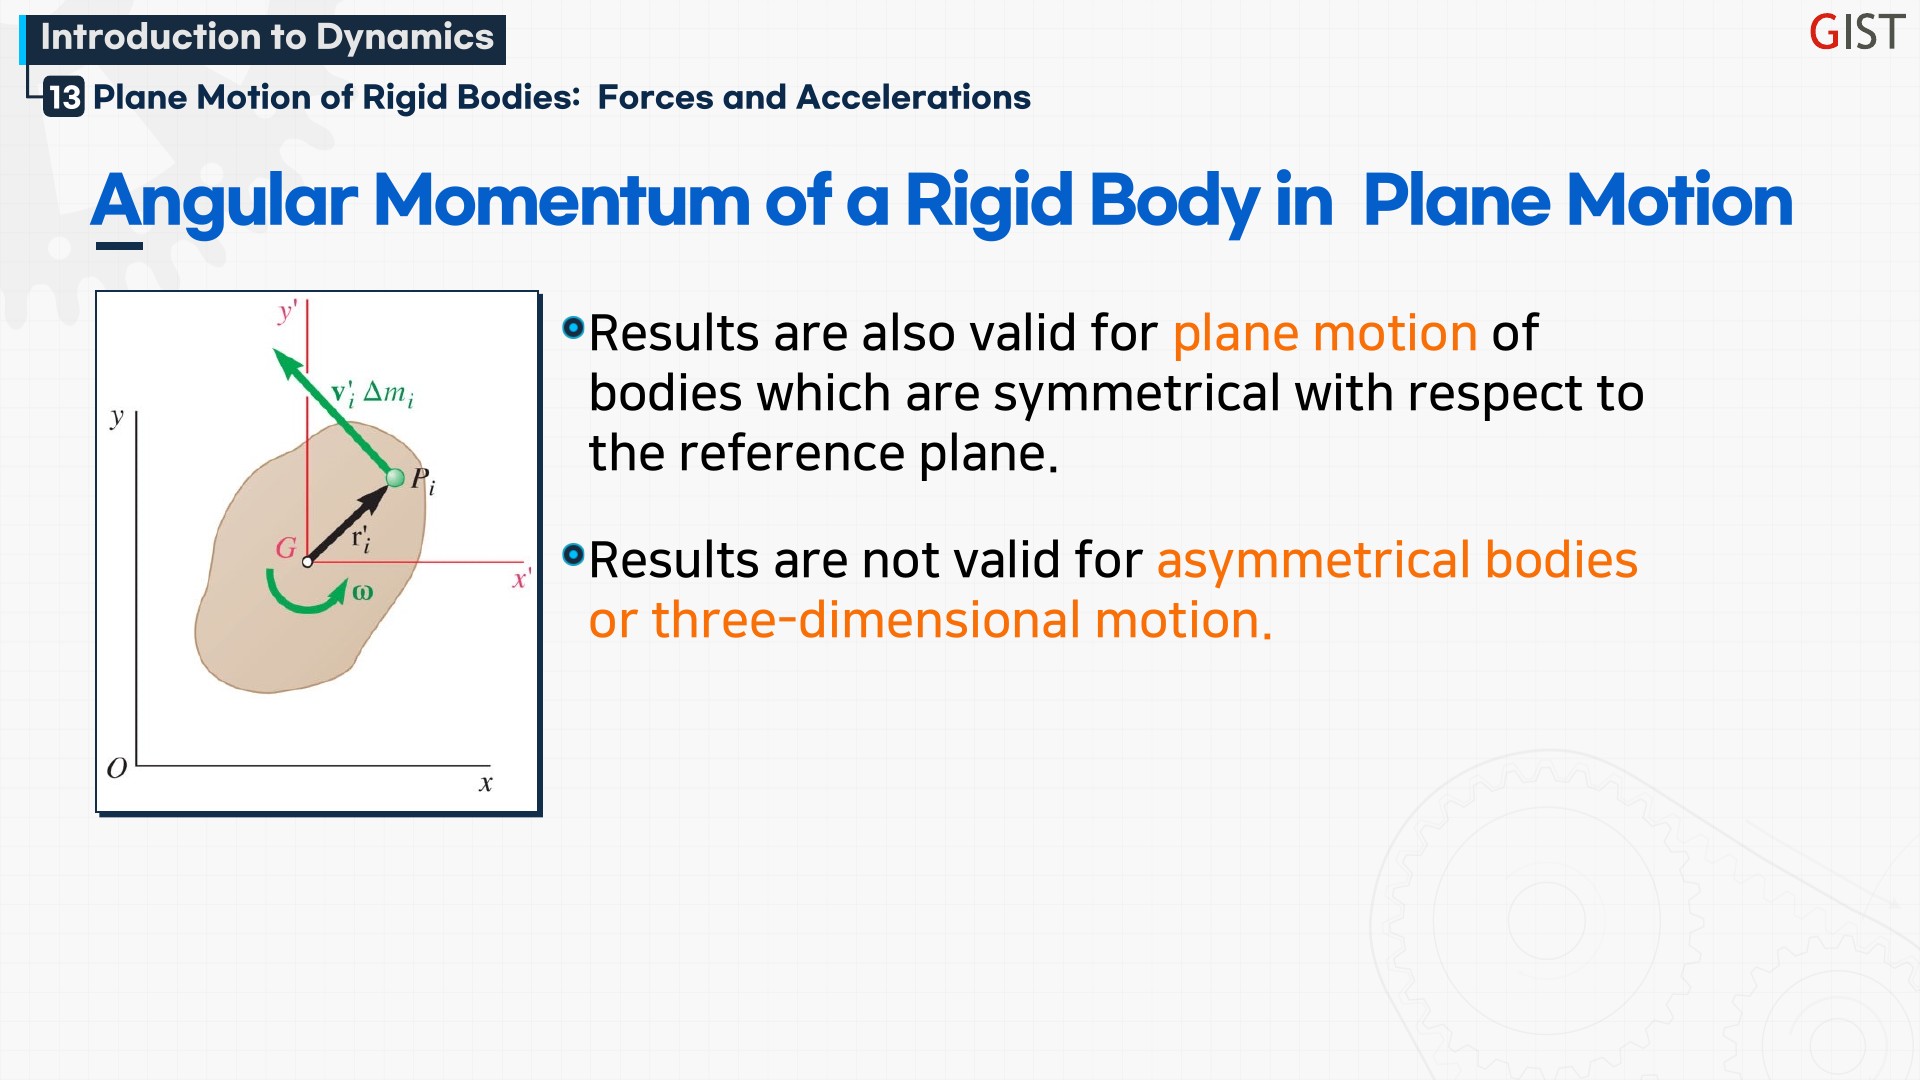 Introduction to Dynamics
GIST
13 Plane Motion of Rigid Bodies: Forces and Accelerations
Angular Momentum of a Rigid Body in Plane Motion
y'
v'i Δmi
y
Pi
r'i
G
x'
ω
O
x
Results are also valid for plane motion of
bodies which are symmetrical with respect to
the reference plane.
Results are not valid for asymmetrical bodies
or three-dimensional motion.